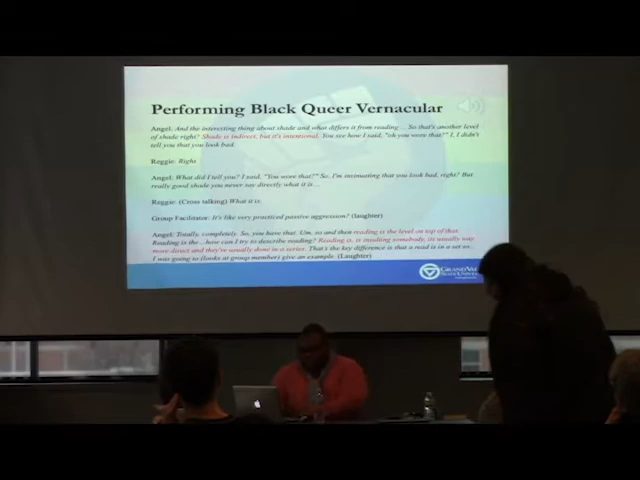 Performing Black Queer Vernacular
Angel: And the interesting thing about shade and what differs it from reading... So that's another level
of shade right? Shade is indirect, but it's intentional. You see how I said, "oh you wore that?" I, I didn't
tell you that you look bad.
Reggie: Right
Angel: What did I tell you? I said, "You wore that?" So, I'm insinuating that you look bad, right? But
really good shade you never say directly what it is...
Reggie: (Cross talking) What it is.
Group Facilitator: It's like very practiced passive aggression? (laughter)
Angel: Totally, completely. So, you have that. Um, so and then reading is the level on top of that.
Reading is the ...how can I try to describe reading? Reading is, is insulting somebody, its usually way
more direct and they're usually done in a series. That's the key difference is that a read is in a set so..
I was going to (looks at group member) give an example. (Laughter)
GRAND VAL
STATE UNIVERS